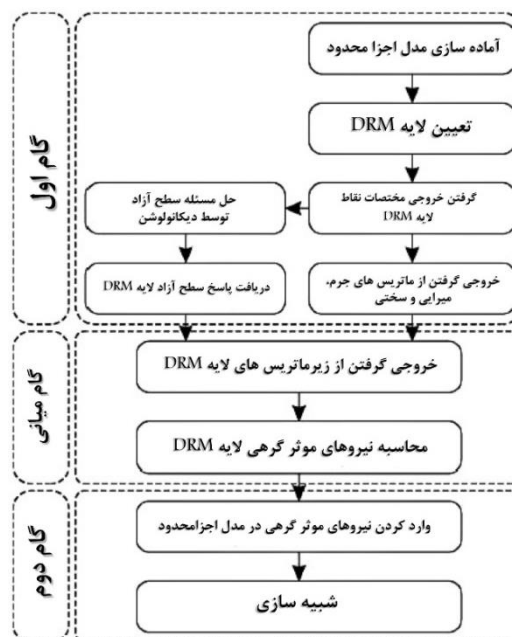 گام اول
آماده سازی مدل اجزا محدود
تعیین لایه DRM
گرفتن خروجی مختصات نقاط
لایه DRM
حل مسئله سطح آزاد
توسط دیکانولوشن
خروجی گرفتن از ماتریس های جرم،
میرایی و سختی
دریافت پاسخ سطح آزاد لایه DRM
گام میانی
خروجی گرفتن از زیرماتریس های لایه DRM
محاسبه نیروهای موثر گرهی لایه DRM
گام دوم
وارد کردن نیروهای موثر گرهی در مدل اجزامحدود
شبیه سازی